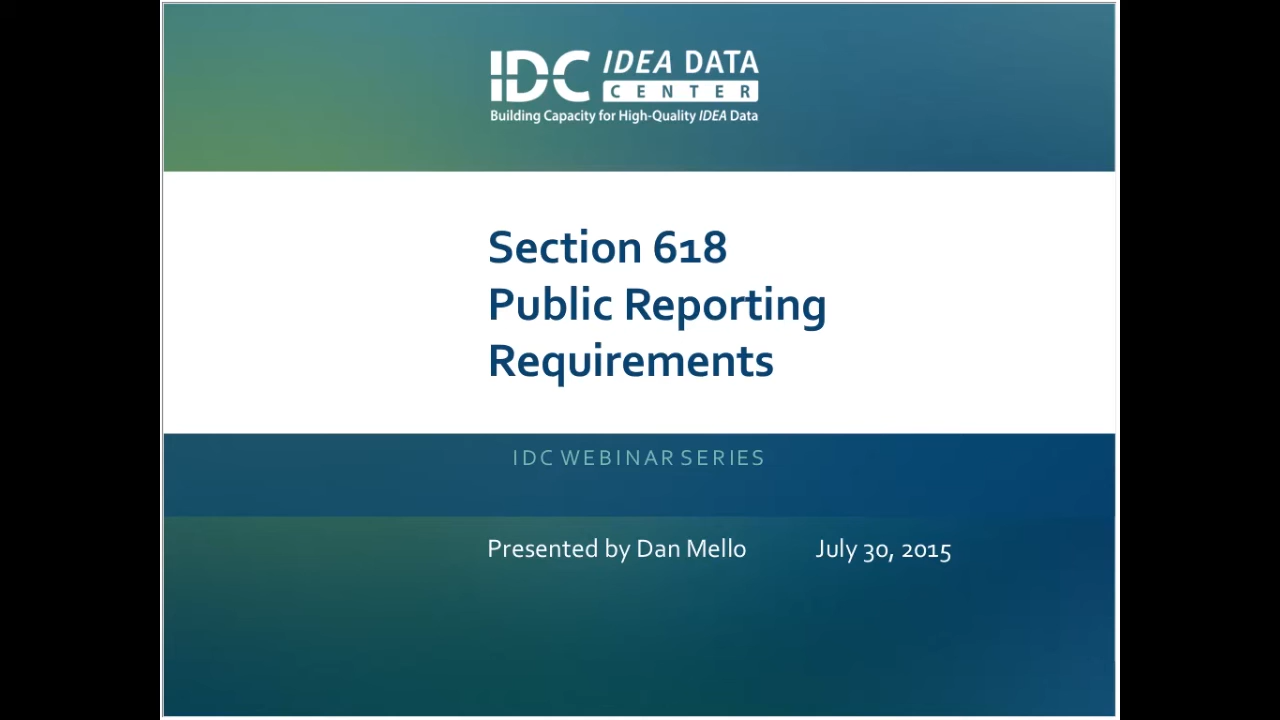 IDC IDEA DATA
CENTER
Building Capacity for High-Quality IDEA Data
Section 618
Public Reporting
Requirements
IDC WEBINAR SERIES
Presented by Dan Mello July 30, 2015